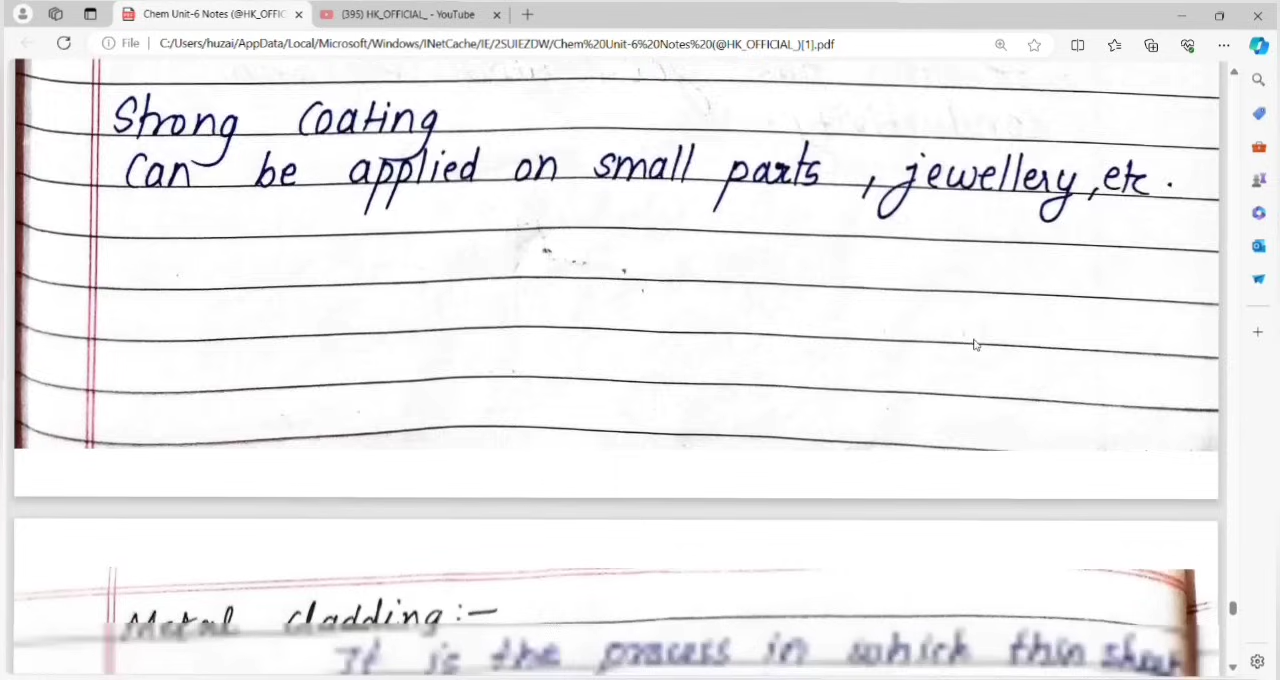 Chem Unit-6 Notes (@HK_OFFIC
(395) HK_OFFICIAL_ - YouTube
File
C:/Users/huzai/AppData/Local/Microsoft/Windows/INetCache/IE/2SUIEZDW/Chem%20Unit-6%20Notes%20(@HK_OFFICIAL_)[1].pdf
Strong Coating
Can be applied on small parts, jewellery, etc.
Metal cladding:-
It is the process in which thin sheet